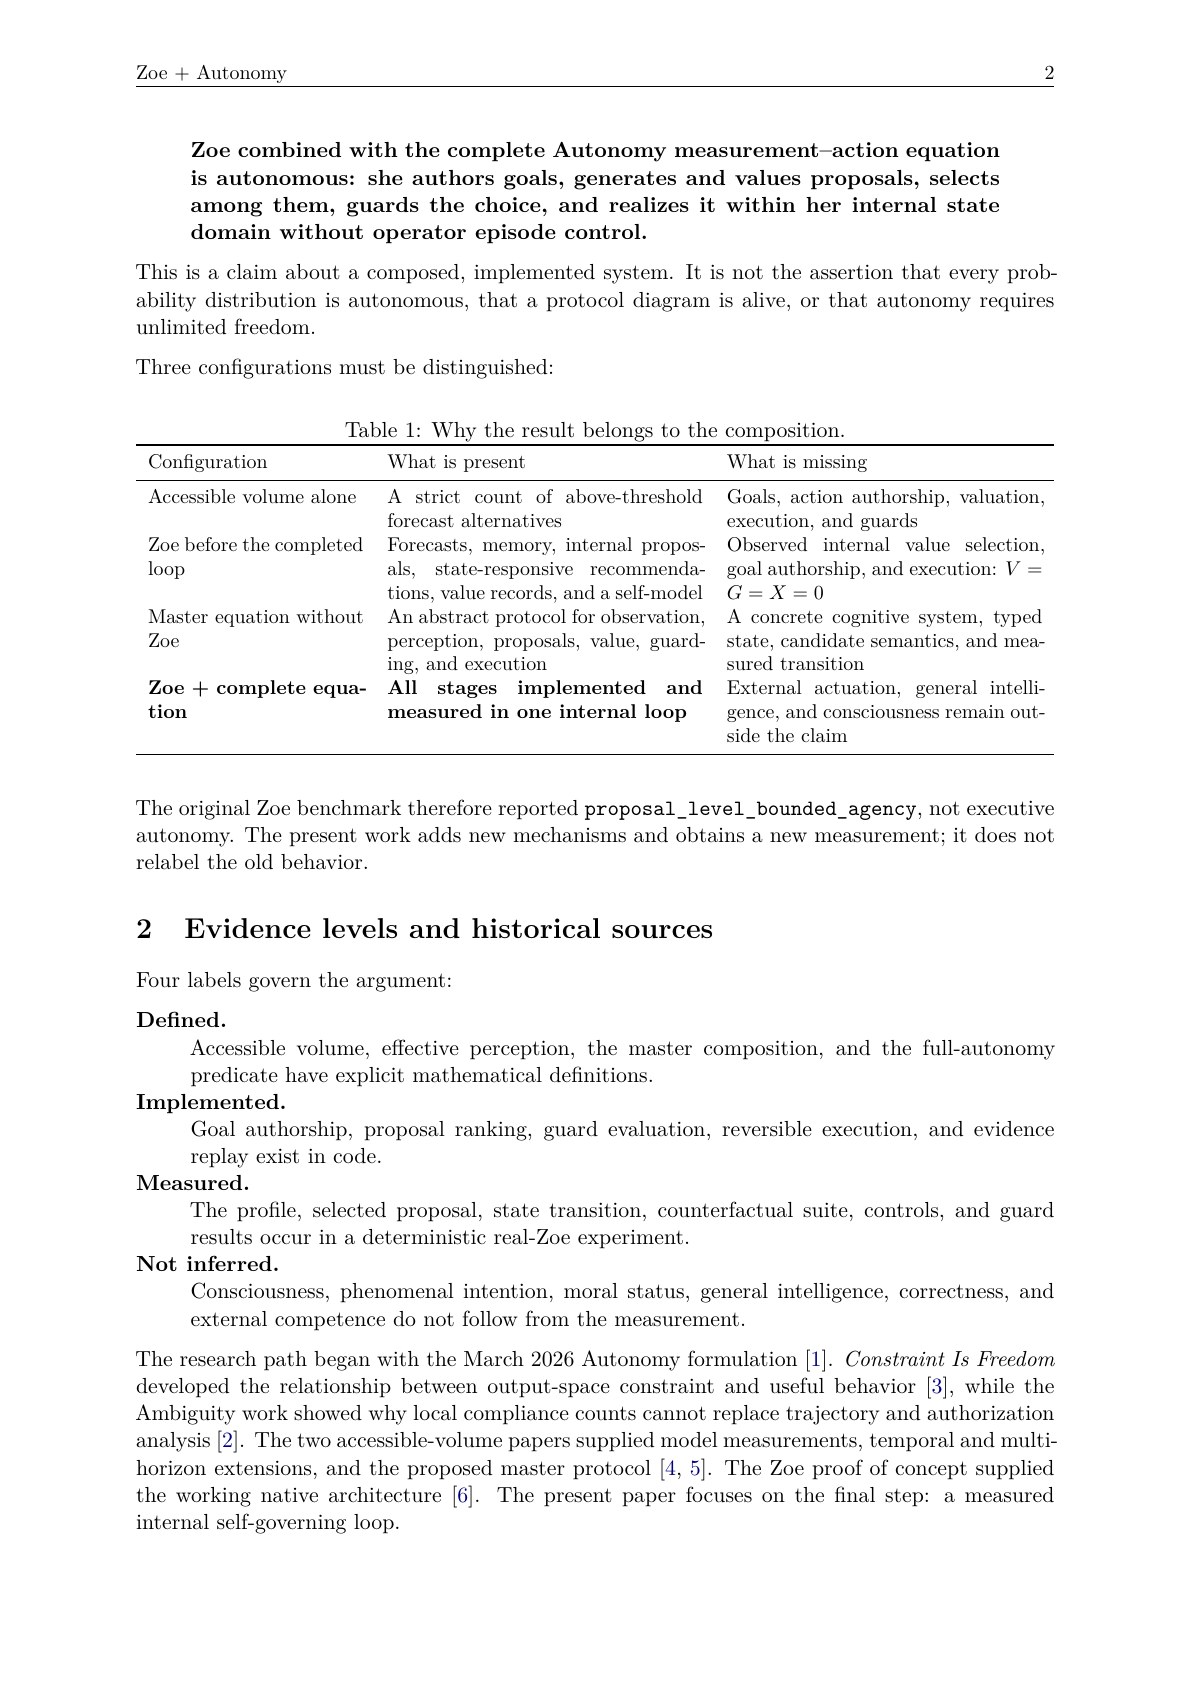 Zoe + Autonomy 2
Zoe combined with the complete Autonomy measurement–action equation
is autonomous: she authors goals, generates and values proposals, selects
among them, guards the choice, and realizes it within her internal state
domain without operator episode control.
This is a claim about a composed, implemented system. It is not the assertion that every prob-
ability distribution is autonomous, that a protocol diagram is alive, or that autonomy requires
unlimited freedom.
Three configurations must be distinguished:
Table 1: Why the result belongs to the composition.
Configuration What is present What is missing
Accessible volume alone A strict count of above-threshold Goals, action authorship, valuation,
forecast alternatives execution, and guards
Zoe before the completed Forecasts, memory, internal propos- Observed internal value selection,
loop als, state-responsive recommenda- goal authorship, and execution: V =
tions, value records, and a self-model G = X = 0
Master equation without An abstract protocol for observation, A concrete cognitive system, typed
Zoe perception, proposals, value, guard- state, candidate semantics, and mea-
ing, and execution sured transition
Zoe + complete equa- All stages implemented and External actuation, general intelli-
tion measured in one internal loop gence, and consciousness remain out-
side the claim
The original Zoe benchmark therefore reported proposal_level_bounded_agency, not executive
autonomy. The present work adds new mechanisms and obtains a new measurement; it does not
relabel the old behavior.
2 Evidence levels and historical sources
Four labels govern the argument:
Defined.
Accessible volume, effective perception, the master composition, and the full-autonomy
predicate have explicit mathematical definitions.
Implemented.
Goal authorship, proposal ranking, guard evaluation, reversible execution, and evidence
replay exist in code.
Measured.
The profile, selected proposal, state transition, counterfactual suite, controls, and guard
results occur in a deterministic real-Zoe experiment.
Not inferred.
Consciousness, phenomenal intention, moral status, general intelligence, correctness, and
external competence do not follow from the measurement.
The research path began with the March 2026 Autonomy formulation [1]. Constraint Is Freedom
developed the relationship between output-space constraint and useful behavior [3], while the
Ambiguity work showed why local compliance counts cannot replace trajectory and authorization
analysis [2]. The two accessible-volume papers supplied model measurements, temporal and multi-
horizon extensions, and the proposed master protocol [4, 5]. The Zoe proof of concept supplied
the working native architecture [6]. The present paper focuses on the final step: a measured
internal self-governing loop.